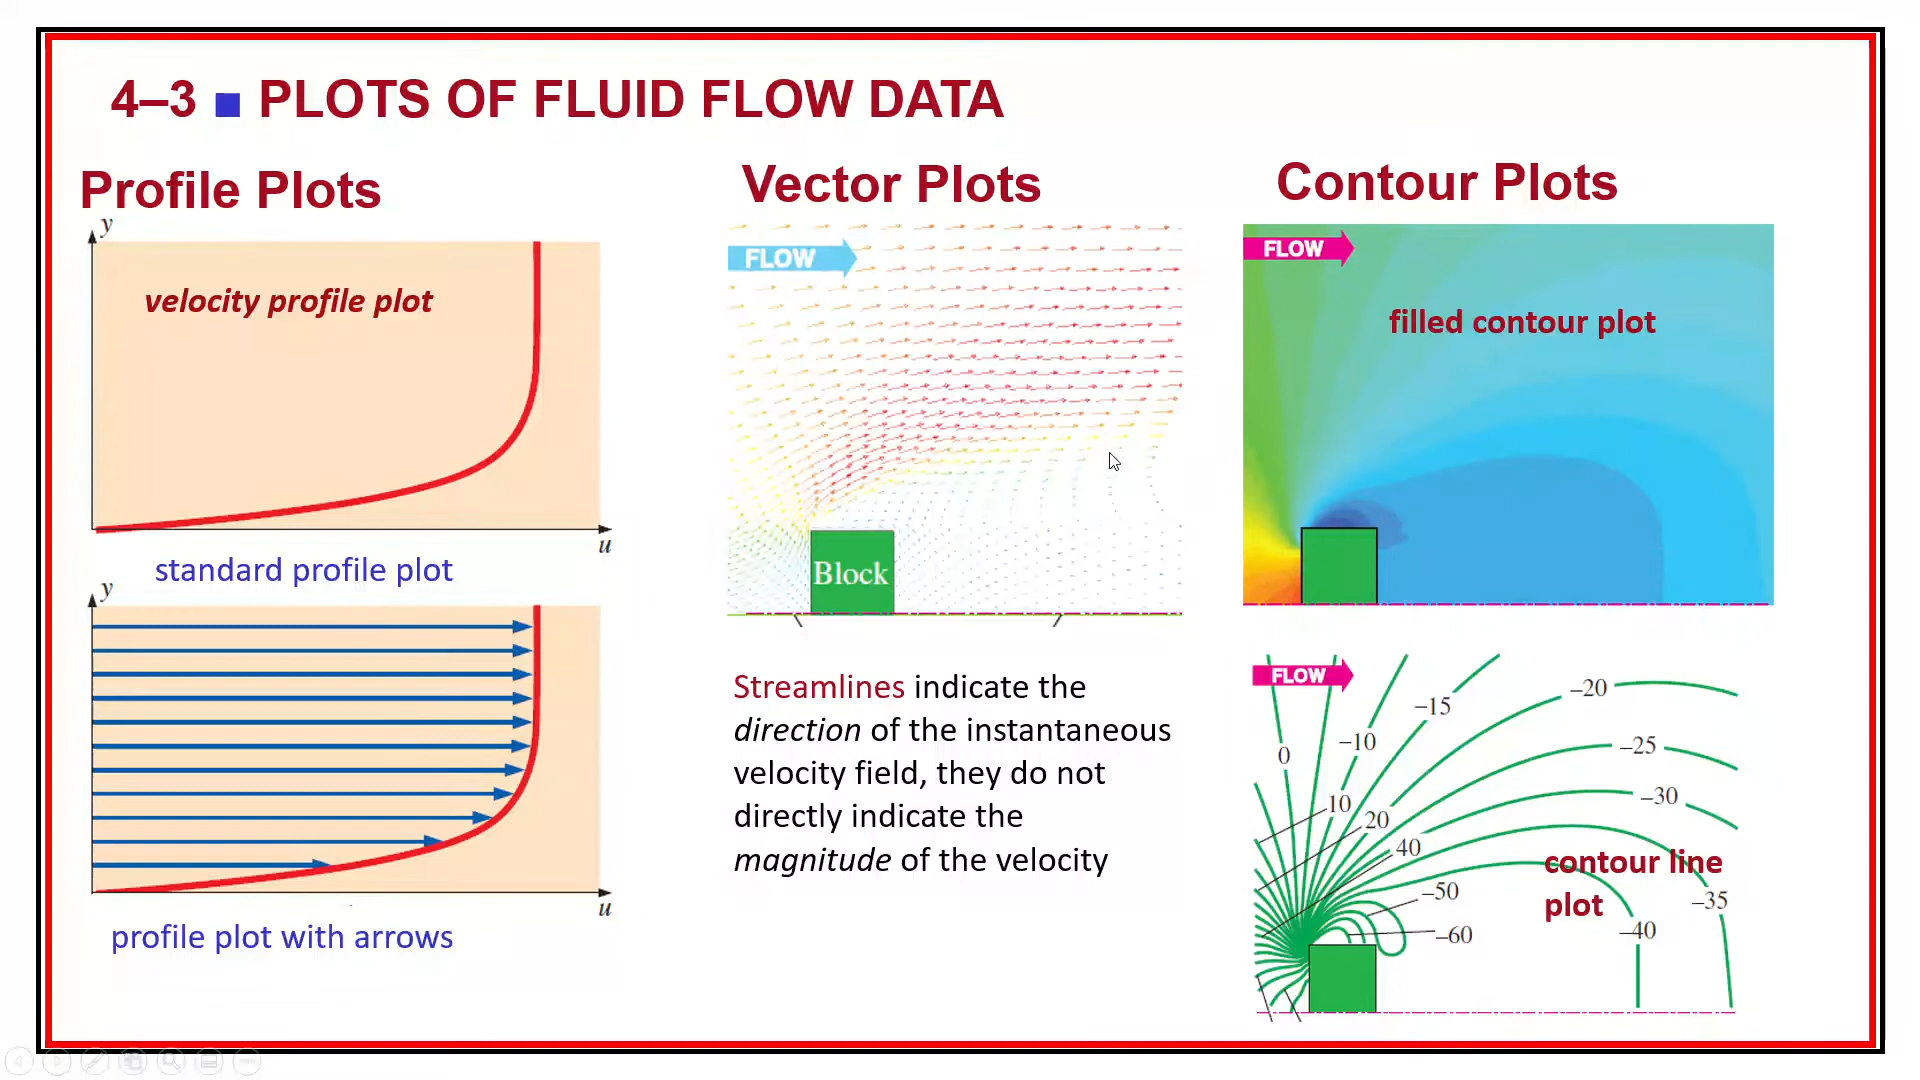 4–3 ■ PLOTS OF FLUID FLOW DATA
Profile Plots
y
velocity profile plot
u
standard profile plot
y
u
profile plot with arrows
Vector Plots
FLOW
Block
Streamlines indicate the
direction of the instantaneous
velocity field, they do not
directly indicate the
magnitude of the velocity
Contour Plots
FLOW
filled contour plot
FLOW
–20
–15
–10
–25
0
–30
10
20
40
contour line
plot
–50
–35
–40
–60